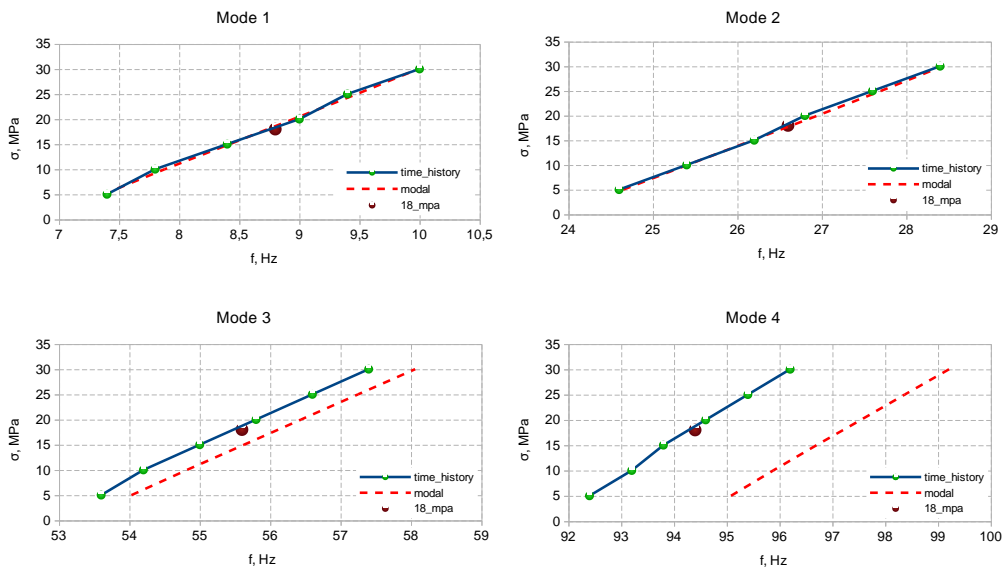 Mode 1
35
30
25
20
15
10
5
0
σ, MPa
7
7,5
8
8,5
9
9,5
10
10,5
f, Hz
time_history
modal
18_mpa
Mode 2
35
30
25
20
15
10
5
0
σ, MPa
24
25
26
27
28
29
f, Hz
time_history
modal
18_mpa
Mode 3
35
30
25
20
15
10
5
0
σ, MPa
53
54
55
56
57
58
59
f, Hz
time_history
modal
18_mpa
Mode 4
35
30
25
20
15
10
5
0
σ, MPa
92
93
94
95
96
97
98
99
100
f, Hz
time_history
modal
18_mpa